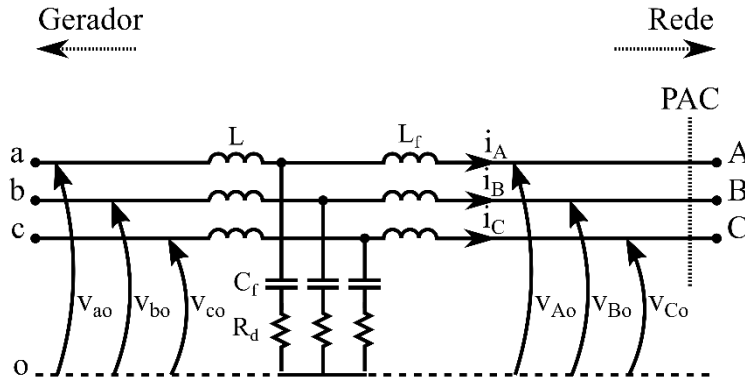 Gerador
Rede
PAC
a
L
L_f
i_A
A
b
i_B
B
c
i_C
C
C_f
R_d
v_ao
v_bo
v_co
v_Ao
v_Bo
v_Co
o